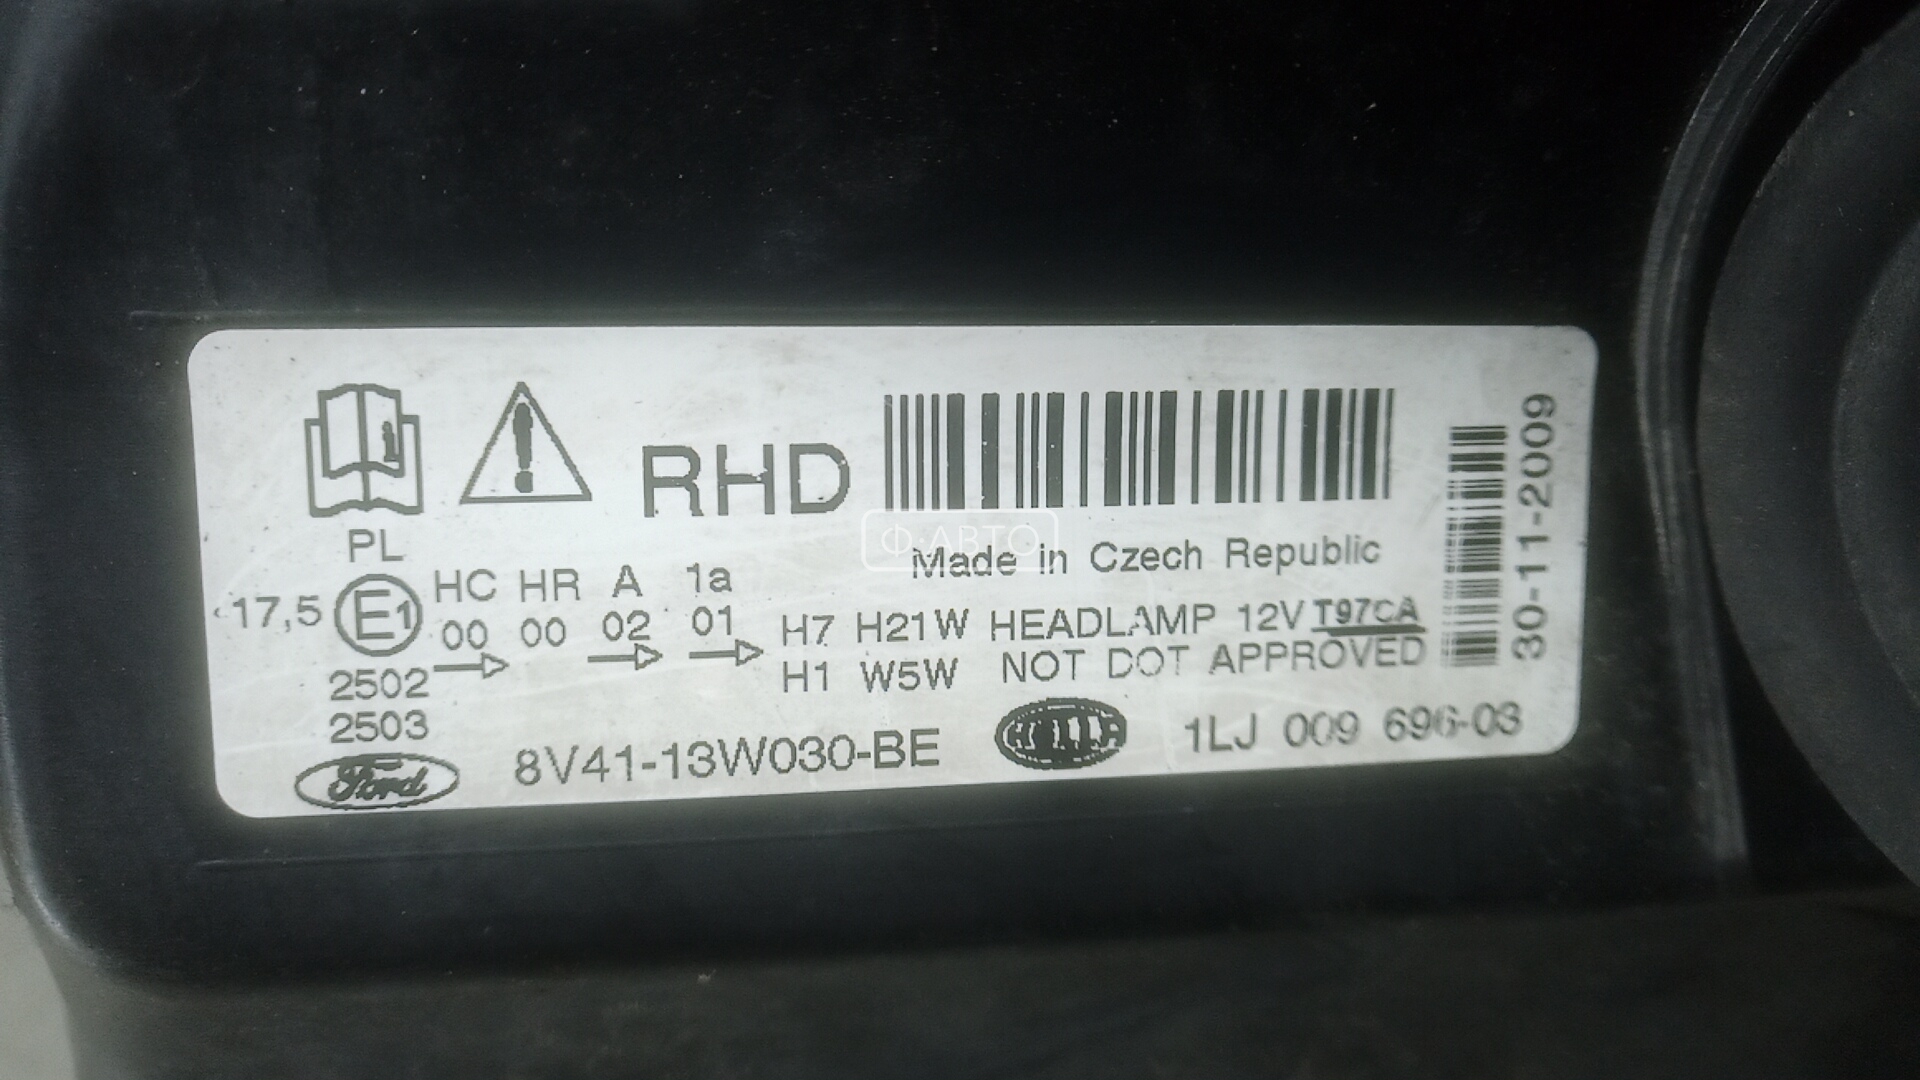 RHD
Ф·АВТО
PL
Made in Czech Republic
30-11-2009
17,5 E1 HC HR A 1a
00 00 02 01
H7 H21W HEADLAMP 12V T97CA
2502
H1 W5W NOT DOT APPROVED
2503
Ford 8V41-13W030-BE HELLA 1LJ 009 696-03